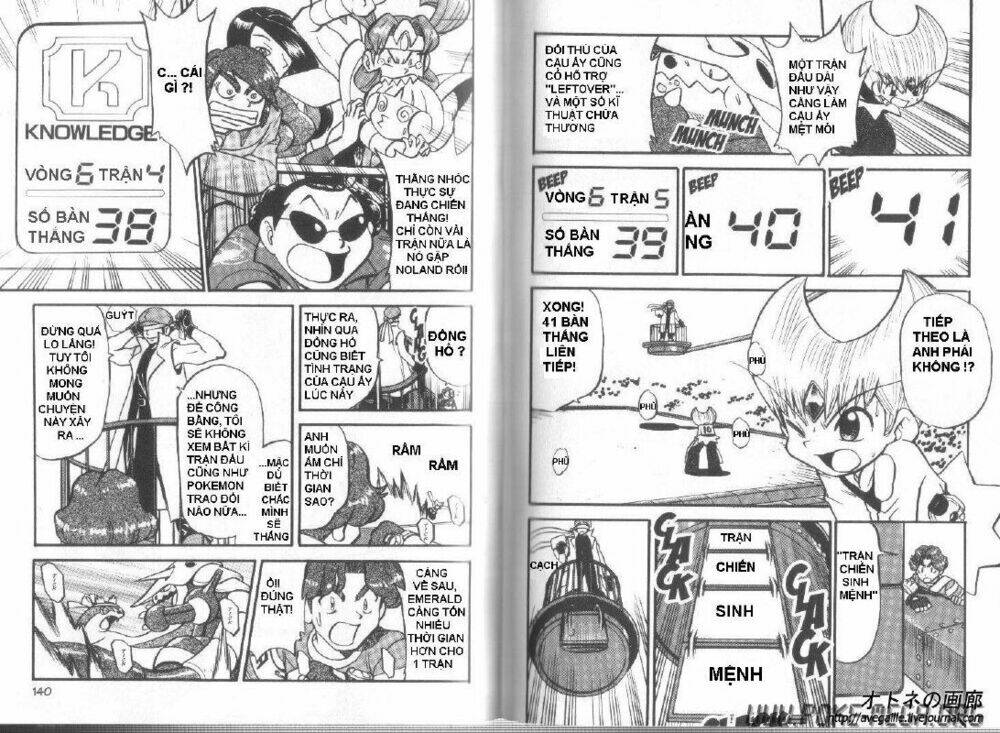 KNOWLEDGE
VÒNG 6 TRẬN 4
SỐ BÀN
THẮNG 38
C... CÁI
GÌ ?!
THẰNG NHÓC
THỰC SỰ
ĐANG CHIẾN
THẮNG!
CHỈ CÒN VÀI
TRẬN NỮA LÀ
NÓ GẶP
NOLAND RỒI!
GUÝT
ĐỪNG QUÁ
LO LẮNG!
TUY TÔI
KHÔNG
MONG
MUỐN
CHUYỆN
NÀY XẢY
RA ...
...NHƯNG
ĐỂ CÔNG
BẰNG, TÔI
SẼ KHÔNG
XEM BẤT KÌ
TRẬN ĐẤU
CŨNG NHƯ
POKEMON
TRAO ĐỔI
NÀO NỮA...
...MẶC
DÙ
BIẾT
CHẮC
MÌNH
SẼ
THẮNG
THỰC RA,
NHÌN QUA
ĐỒNG HỒ
CŨNG BIẾT
TÌNH TRẠNG
CỦA CẬU ẤY
LÚC NÀY
ĐỒNG
HỒ ?
ANH
MUỐN
ÁM CHỈ
THỜI
GIAN
SAO?
RẦM
RẦM
Ồ!
ĐÚNG
THẬT!
CÀNG
VỀ SAU,
EMERALD
CÀNG TỐN
NHIỀU
THỜI GIAN
HƠN CHO
1 TRẬN
140
ĐỐI THỦ CỦA
CẬU ẤY CŨNG
CÓ HỖ TRỢ
"LEFTOVER"...
VÀ MỘT SỐ KĨ
THUẬT CHỮA
THƯƠNG
MUNCH
MUNCH
MỘT TRẬN
ĐẤU DÀI
NHƯ VẬY
CÀNG LÀM
CẬU ẤY
MỆT MỎI
BEEP
VÒNG 6 TRẬN 5
SỐ BÀN
THẮNG 39
BEEP
ÀN
NG 40
BEEP
41
XONG!
41 BÀN
THẮNG
LIÊN
TIẾP!
TIẾP
THEO LÀ
ANH PHẢI
KHÔNG !?
PHÙ
PHÙ
PHÙ
PHÙ
CẠCH
CLACK
TRẬN
CHIẾN
SINH
MỆNH
CLACK
"TRẬN
CHIẾN
SINH
MỆNH"
オトネの画廊
http://avegaille.livejournal.com/